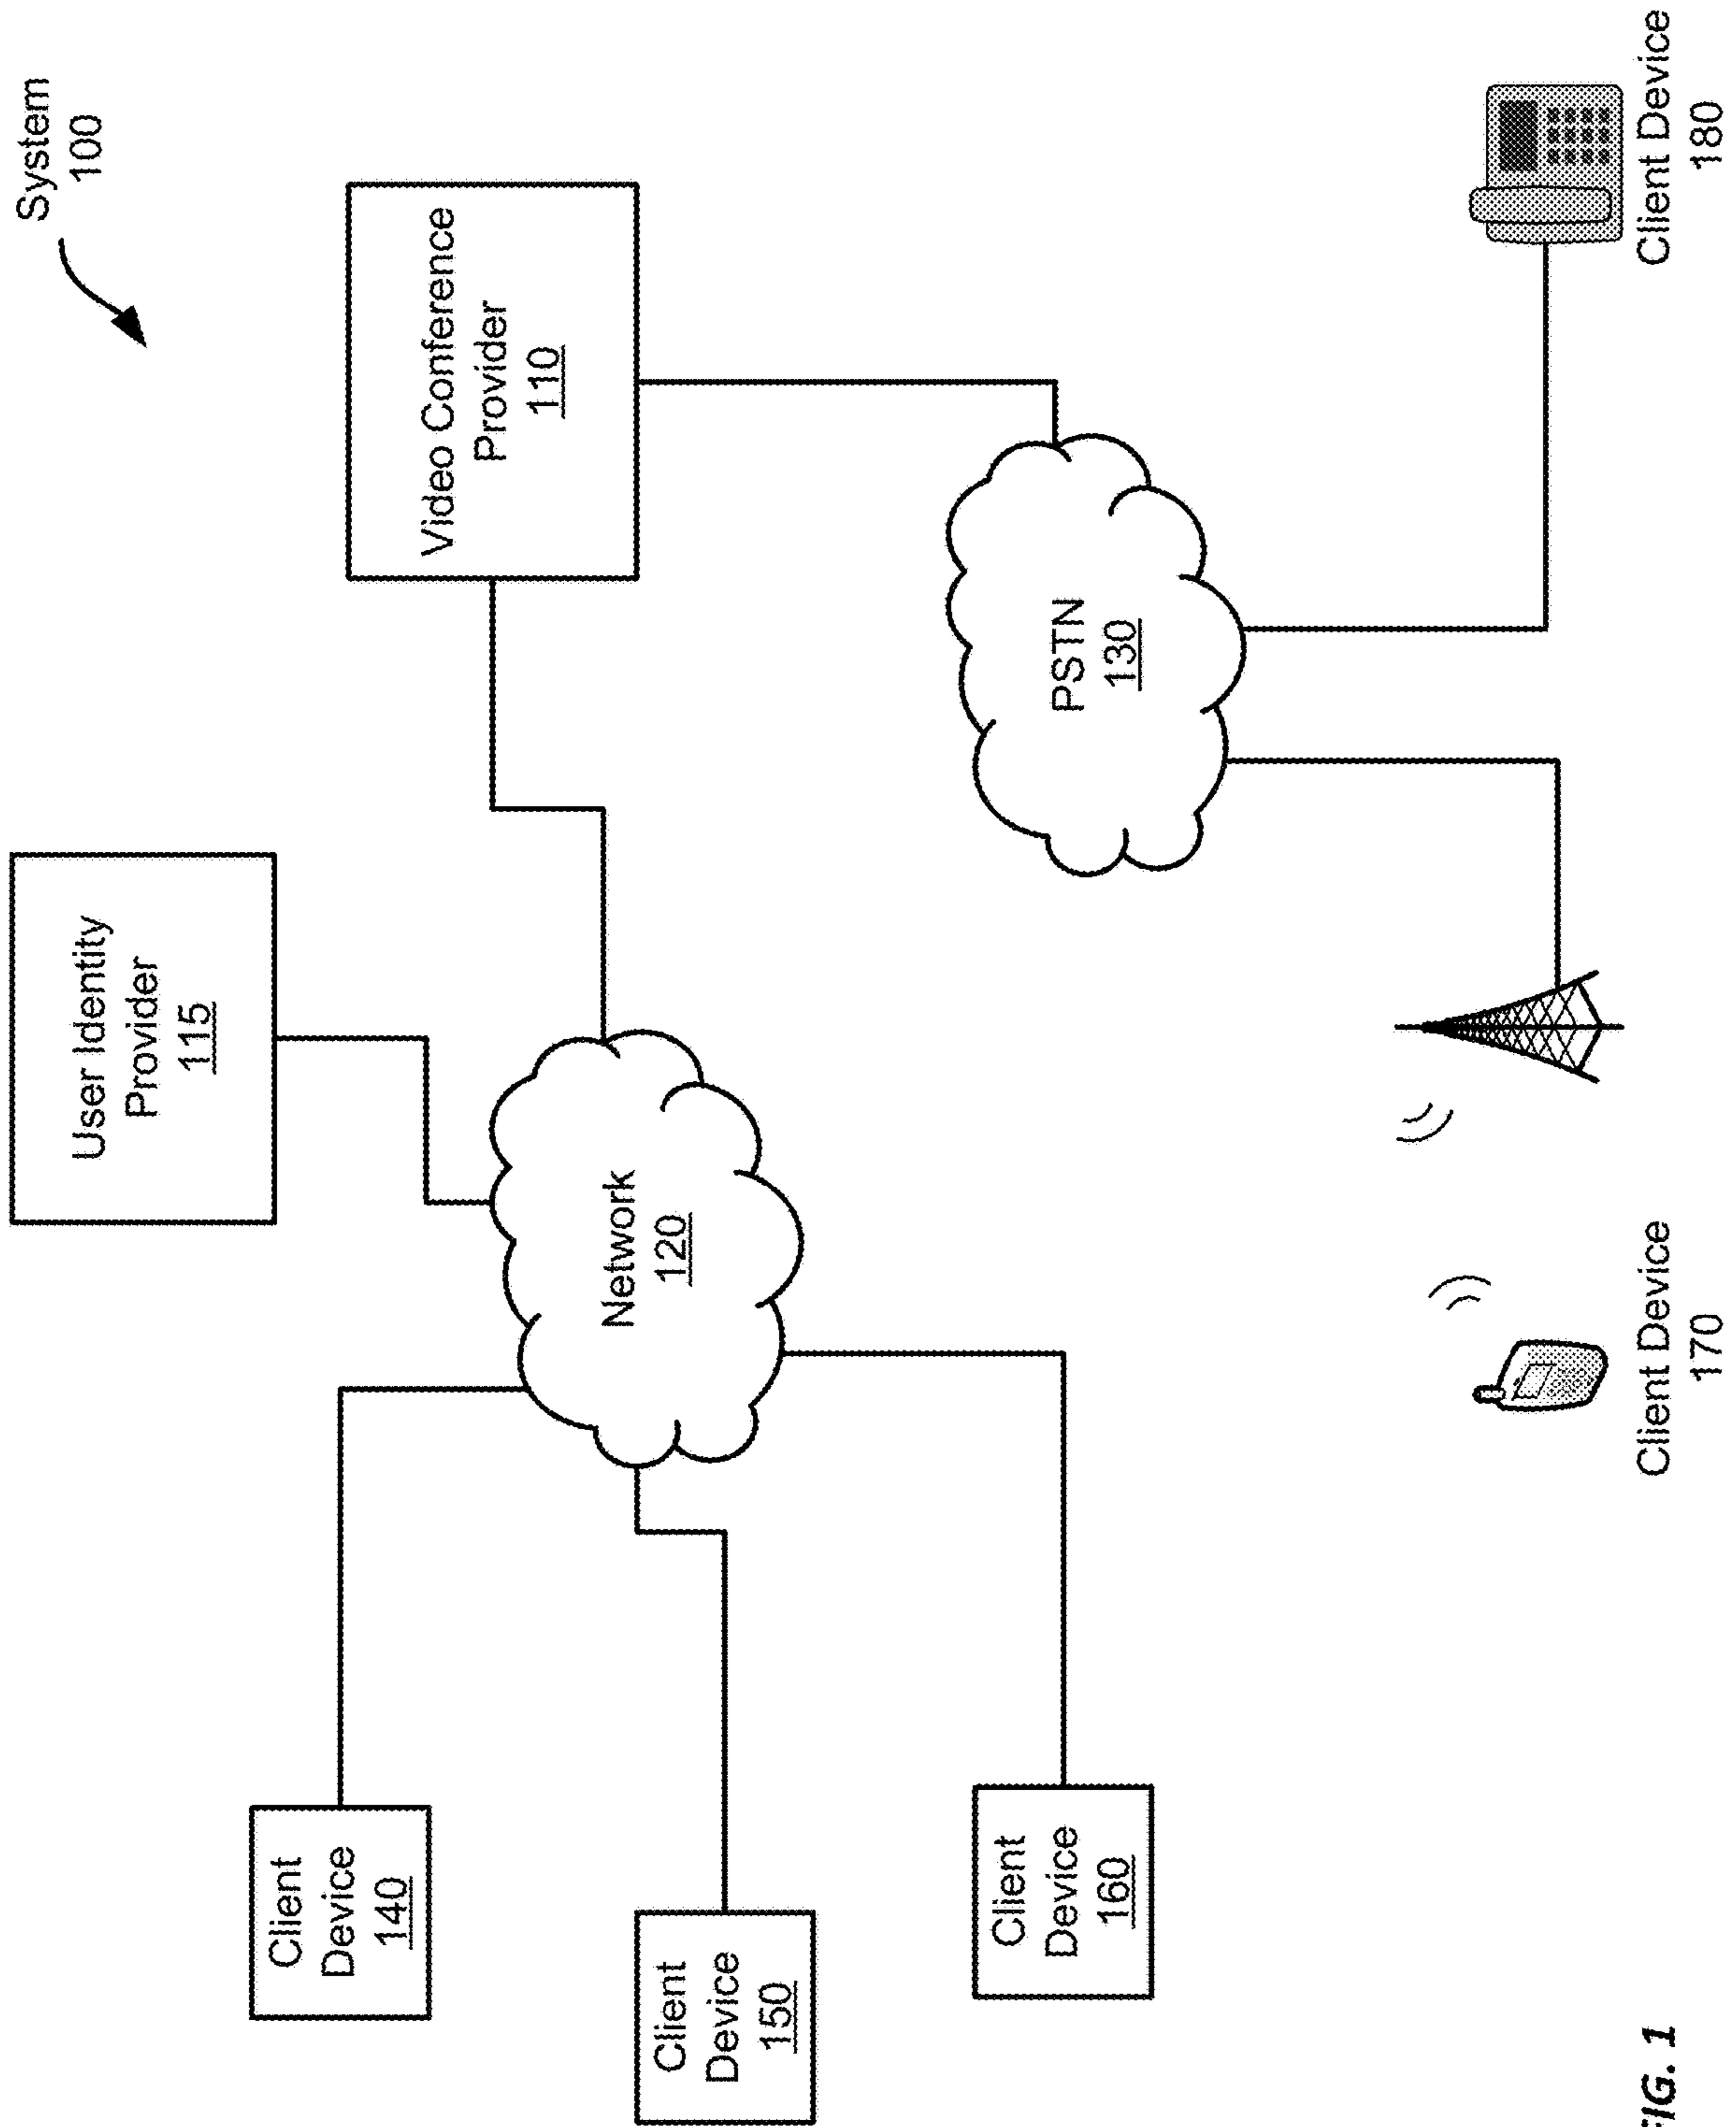 System
100
User Identity
Provider
115
Video Conference
Provider
110
Client
Device
140
Network
120
Client
Device
150
PSTN
130
Client
Device
160
Client Device
170
Client Device
180
FIG. 1